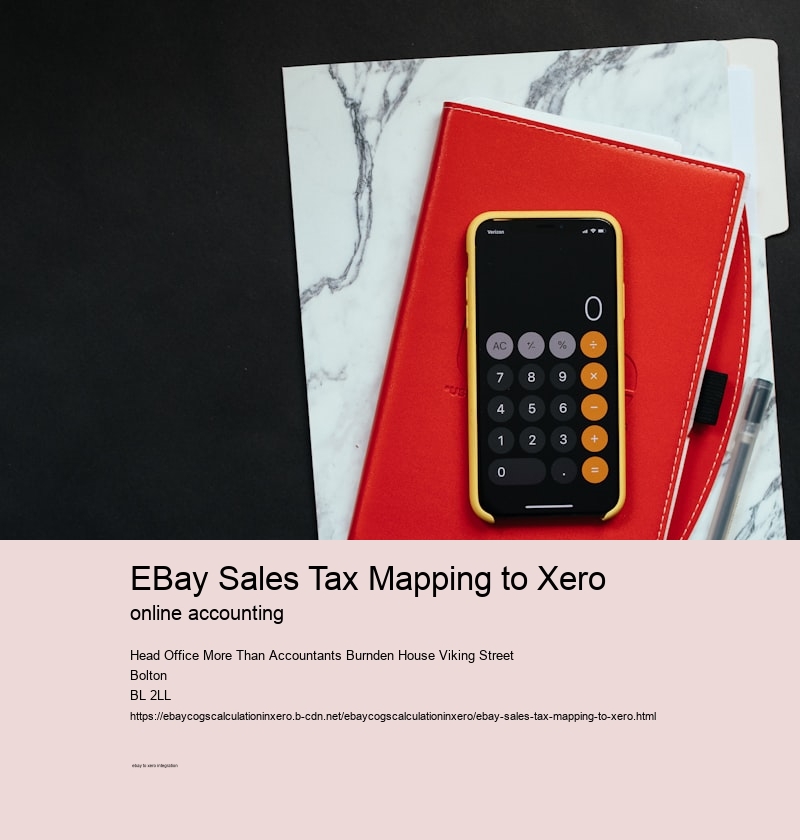 Verizon
0
AC +⁄- % ÷
7 8 9 ×
4 5 6 −
1 2 3 +
0 . =
EBay Sales Tax Mapping to Xero
online accounting
Head Office More Than Accountants Burnden House Viking Street
Bolton
BL 2LL
https://ebaycogscalculationinxero.b-cdn.net/ebaycogscalculationinxero/ebay-sales-tax-mapping-to-xero.html
ebay to xero integration